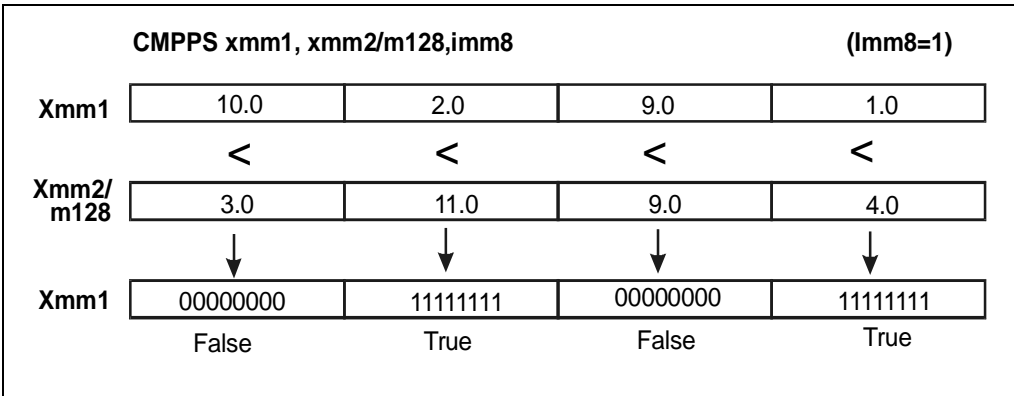 CMPPS xmm1, xmm2/m128,imm8 (Imm8=1)
Xmm1 10.0 2.0 9.0 1.0
< < < <
Xmm2/
m128 3.0 11.0 9.0 4.0
Xmm1 00000000 11111111 00000000 11111111
False True False True